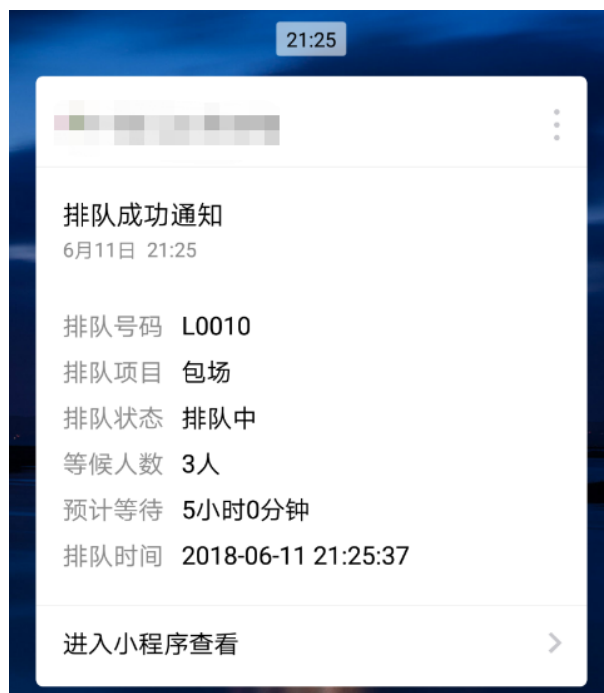 21:25
排队成功通知
6月11日 21:25
排队号码 L0010
排队项目 包场
排队状态 排队中
等候人数 3人
预计等待 5小时0分钟
排队时间 2018-06-11 21:25:37
进入小程序查看